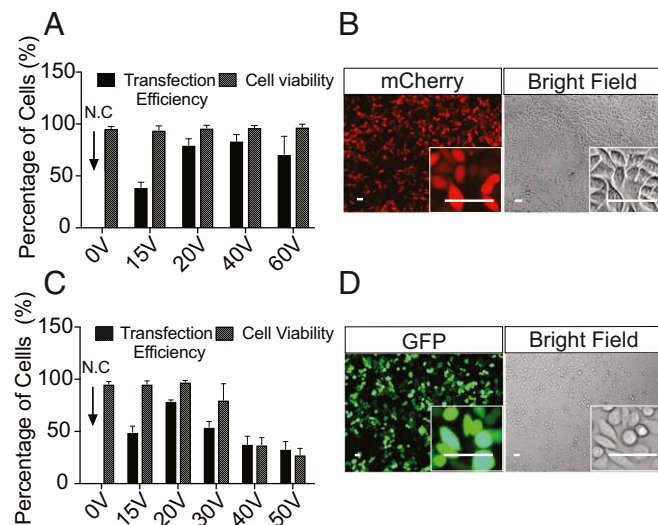 A
Percentage of Cells (%)
150
100
50
0
Transfection
Efficiency
Cell viability
N.C
0V 15V 20V 40V 60V
B
mCherry Bright Field
C
Percentage of Cellls (%)
150
100
50
0
Transfection
Efficiency
Cell Viability
N.C
0V 15V 20V 30V 40V 50V
D
GFP Bright Field